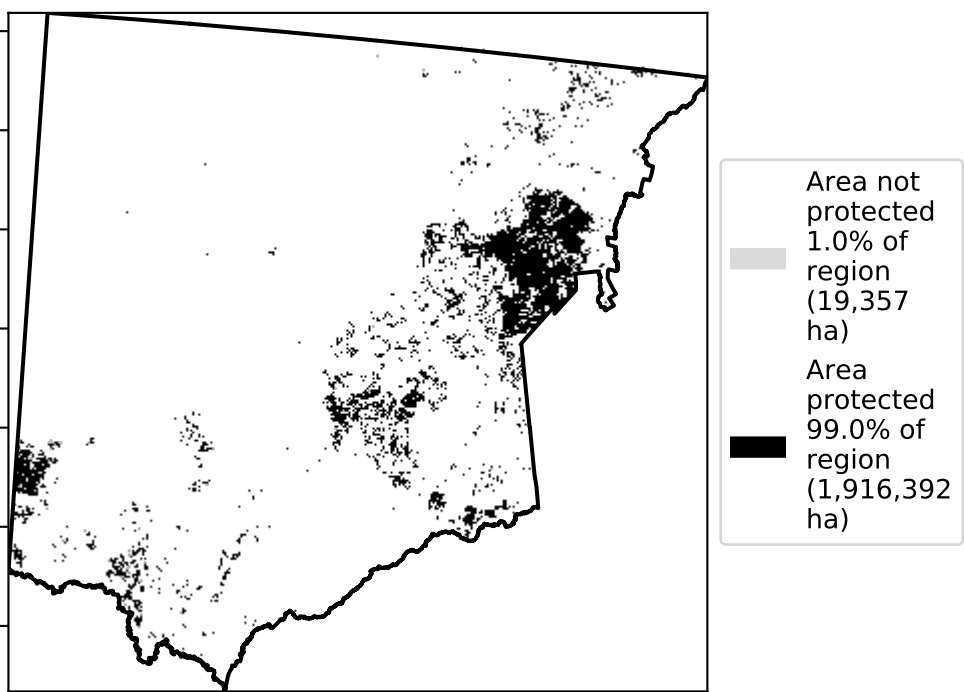 Area not
protected
1.0% of
region
(19,357
ha)
Area
protected
99.0% of
region
(1,916,392
ha)